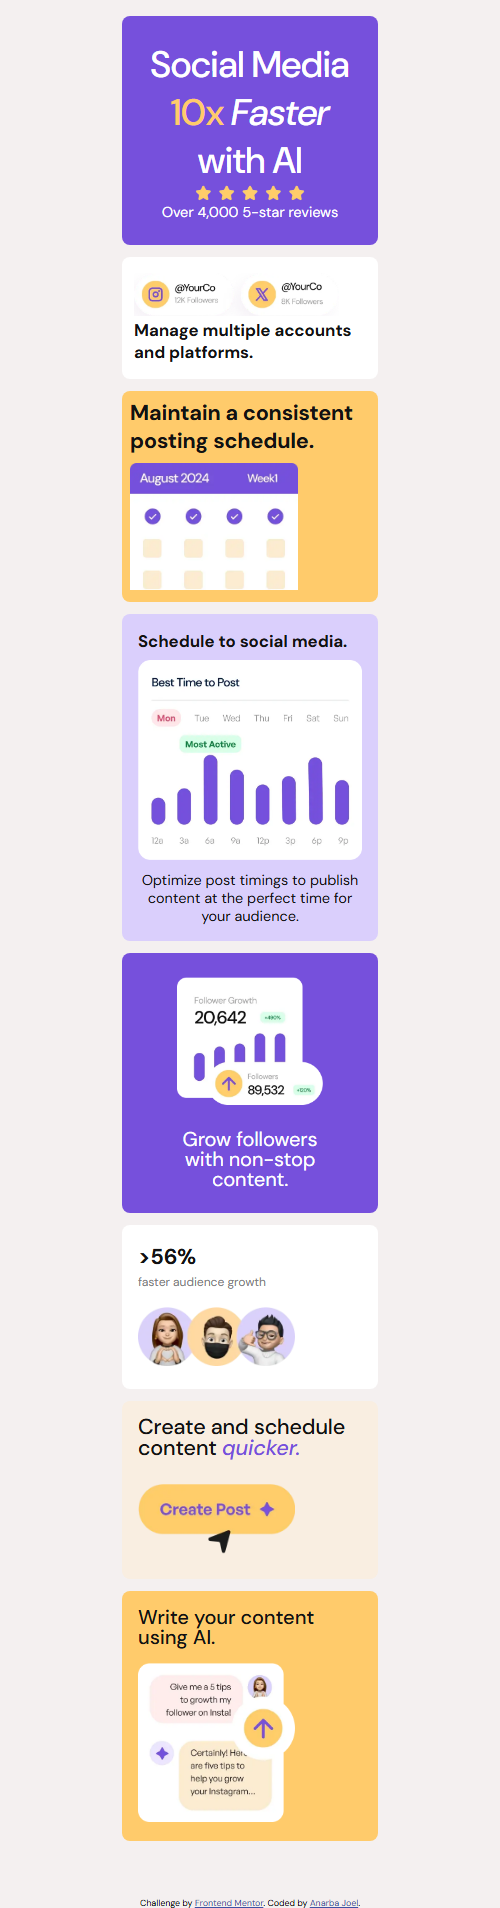 Social Media
10x Faster
with AI
Over 4,000 5-star reviews
@YourCo
12K Followers
@YourCo
8K Followers
Manage multiple accounts
and platforms.
Maintain a consistent
posting schedule.
August 2024 Week1
Schedule to social media.
Best Time to Post
Mon Tue Wed Thu Fri Sat Sun
Most Active
12a 3a 6a 9a 12p 3p 6p 9p
Optimize post timings to publish
content at the perfect time for
your audience.
Follower Growth
20,642
Followers
89,532
Grow followers
with non-stop
content.
>56%
faster audience growth
Create and schedule
content quicker.
Create Post
Write your content
using AI.
Give me a 5 tips
to growth my
follower on Insta!
Certainly! Here
are five tips to
help you grow
your Instagram...
Challenge by Frontend Mentor. Coded by Anarba Joel.